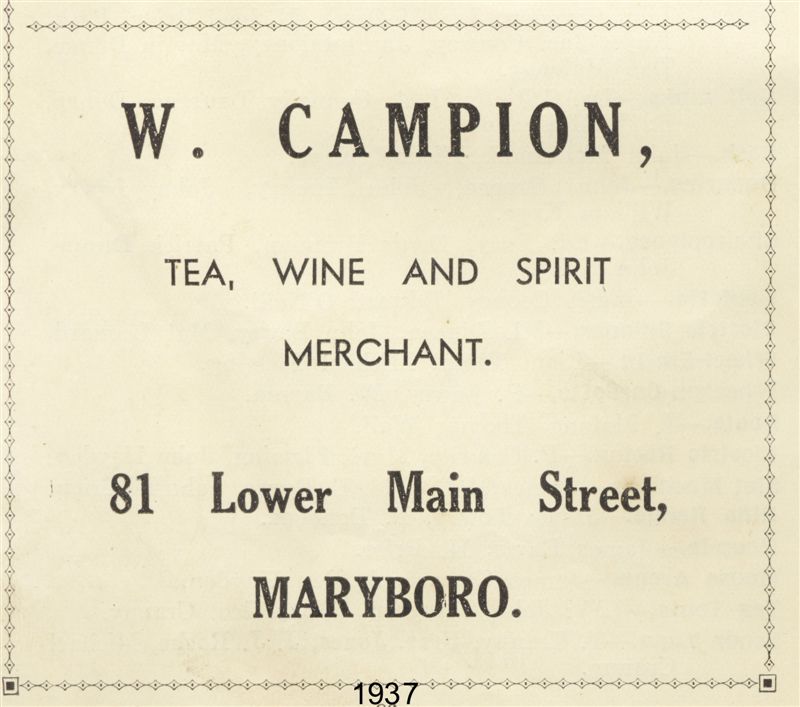 W. CAMPION,
TEA, WINE AND SPIRIT
MERCHANT.
81 Lower Main Street,
MARYBORO.
1937